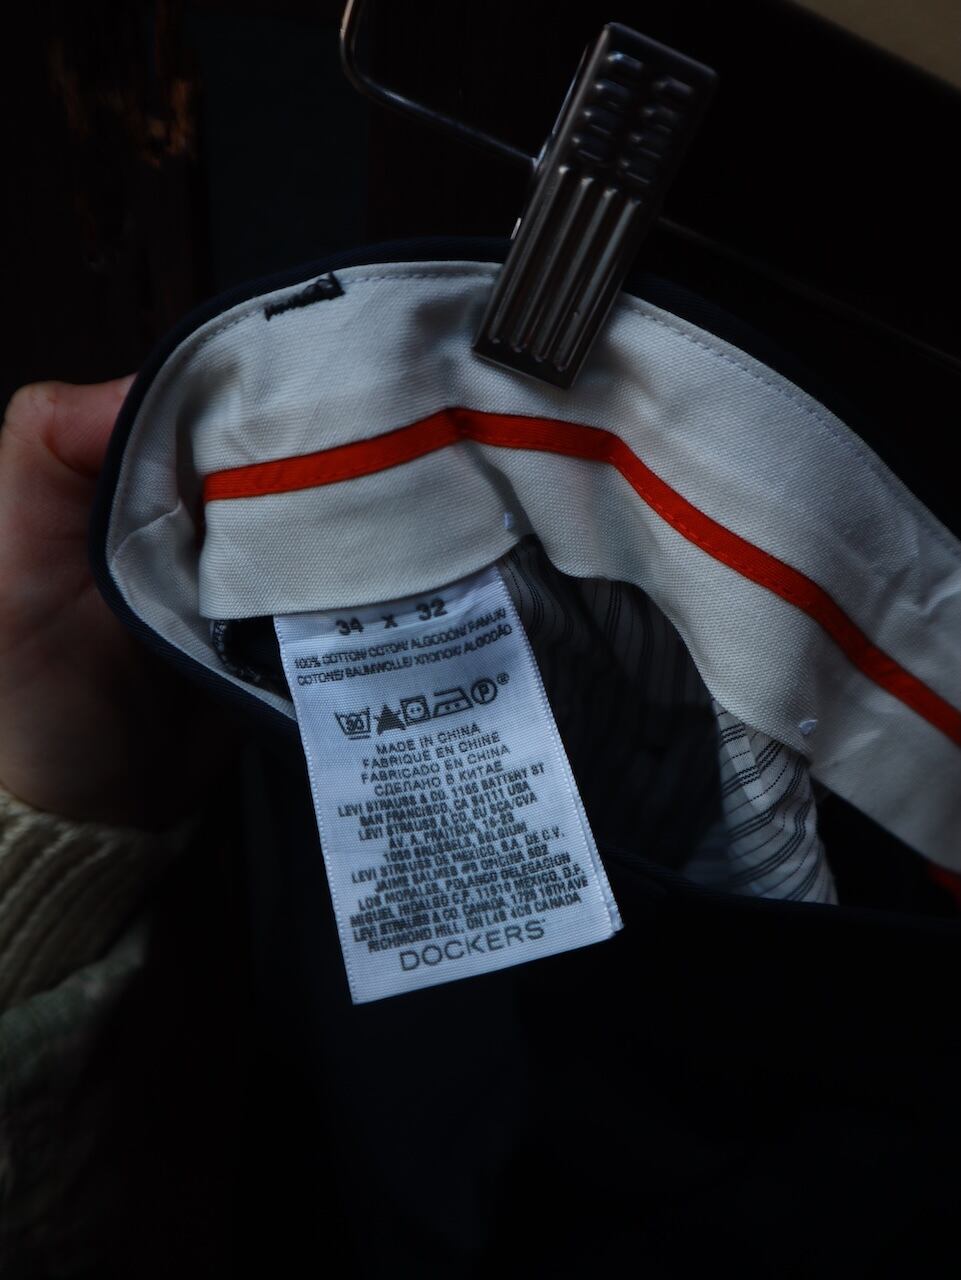 34 X 32
100% COTTON/ COTON/ ALGODÓN/ PAMUK/
COTONE/ BAUMWOLLE/ ХЛОПОК/ ALGODÃO
30 P ®
MADE IN CHINA
FABRIQUE EN CHINE
FABRICADO EN CHINA
СДЕЛАНО В КИТАЕ
LEVI STRAUSS & CO. 1155 BATTERY ST
SAN FRANCISCO, CA 94111 USA
LEVI STRAUSS & CO. EU SCA/CVA
AV. A. FRAITEUR, 15-23
1050 BRUSSELS, BELGIUM
LEVI STRAUSS DE MEXICO, S.A. DE C.V.
JAIME BALMES #8 OFICINA 502
LOS MORALES, POLANCO DELEGACION
MIGUEL HIDALGO C.P. 11510 MEXICO, D.F.
LEVI STRAUSS & CO. CANADA 1725 16TH AVE
RICHMOND HILL, ON L4B 4C6 CANADA
DOCKERS®